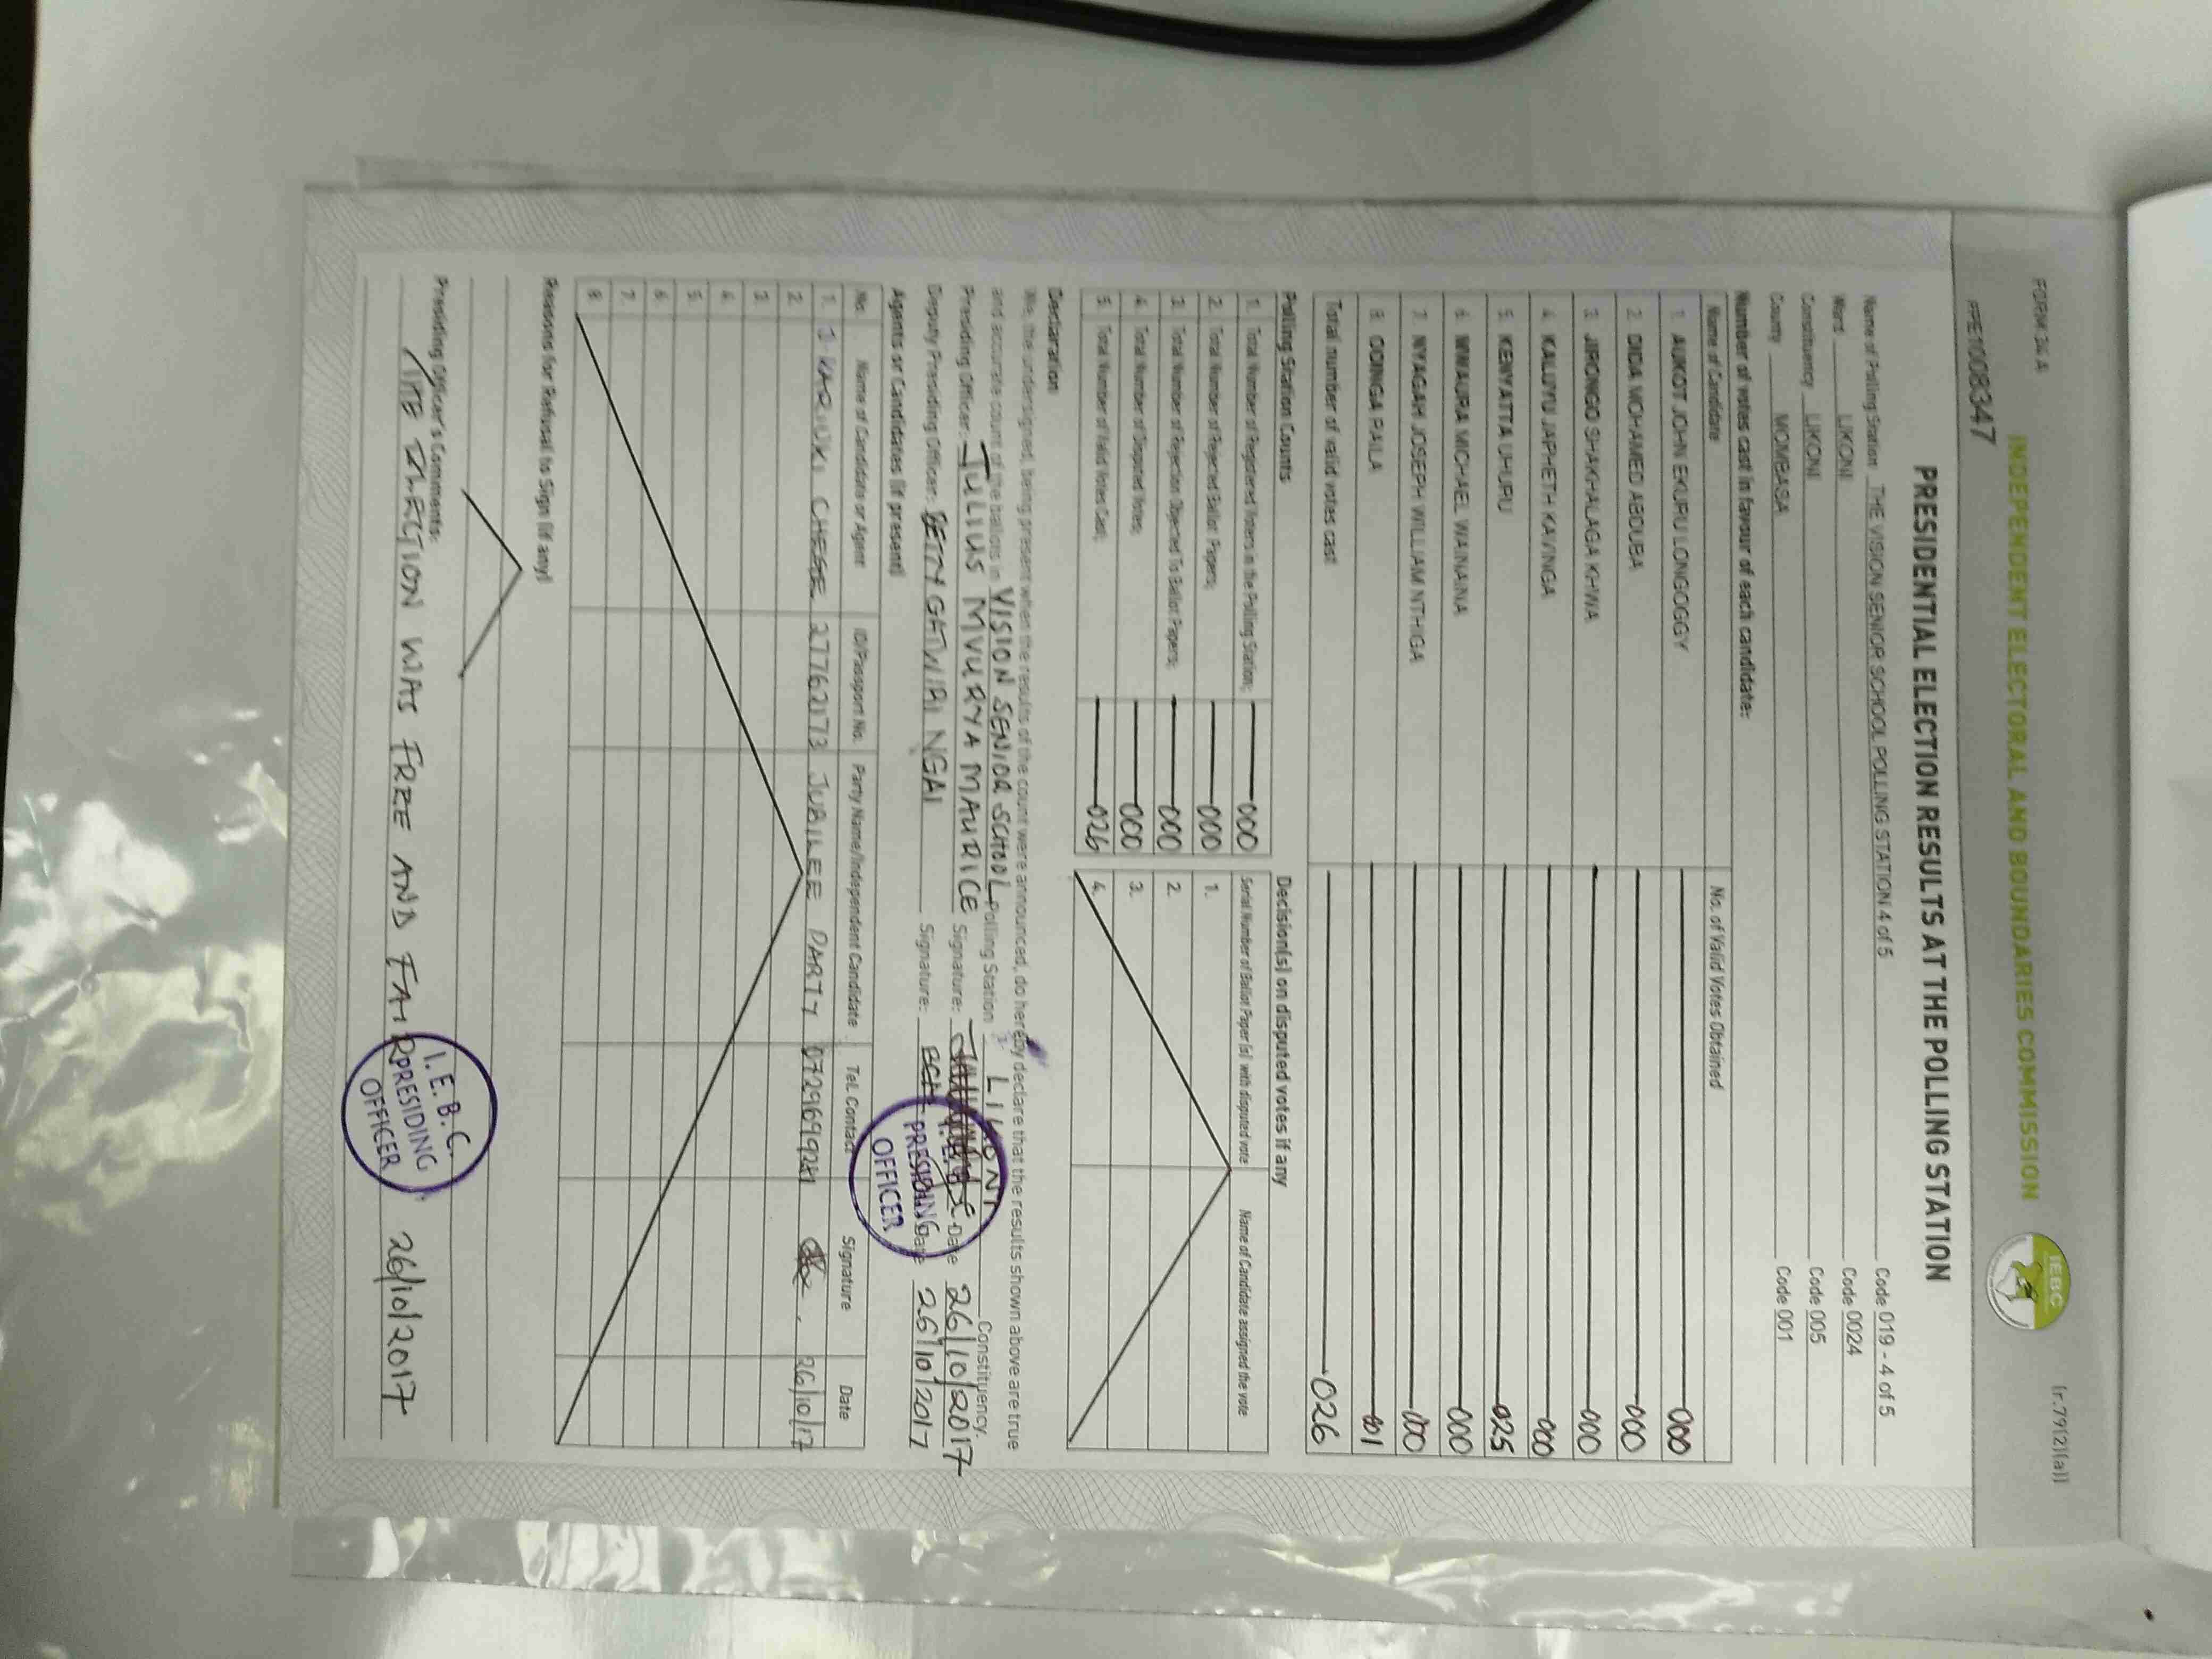 FORM 34 A
INDEPENDENT ELECTORAL AND BOUNDARIES COMMISSION
IEBC
(r.79(2)(a))
PRE1008347
PRESIDENTIAL ELECTION RESULTS AT THE POLLING STATION
Name of Polling Station THE VISION SENIOR SCHOOL POLLING STATION 4 of 5 Code 019 - 4 of 5
Ward LIKONI Code 0024
Constituency LIKONI Code 005
County MOMBASA Code 001
Number of votes cast in favour of each candidate:
Name of Candidate No. of Valid Votes Obtained
1. AUKOT JOHN EKURU LONGOGGY 000
2. DIDA MOHAMED ABDUBA 000
3. JIRONGO SHAKHALAGA KHWA 000
4. KALUYU JAPHETH KAVINGA 000
5. KENYATTA UHURU 025
6. MWAURA MICHAEL WAINAINA 000
7. NYAGAH JOSEPH WILLIAM NTHIGA 000
8. ODINGA RAILA 001
Total number of valid votes cast 026
Polling Station Counts
1. Total Number of Registered Voters in the Polling Station; 000
2. Total Number of Rejected Ballot Papers; 000
3. Total Number of Rejection Objected To Ballot Papers; 000
4. Total Number of Disputed Votes; 000
5. Total Number of Valid Votes Cast; 026
Decision(s) on disputed votes if any
Serial Number of Ballot Paper (s) with disputed vote Name of Candidate assigned the vote
1.
2.
3.
4.
Declaration
We, the undersigned, being present when the results of the count were announced, do hereby declare that the results shown above are true
and accurate count of the ballots in VISION SENIOR SCHOOL Polling Station LIKONI Constituency.
Presiding Officer: JULIUS MVURYA MAURICE Signature: Date 26/10/2017
Deputy Presiding Officer: BETTY GATWIRI NGAI Signature: Date 26/10/2017
PRESIDING
OFFICER
Agents or Candidates (if present)
No. Name of Candidate or Agent ID/Passport No. Party Name/Independent Candidate Tel. Contact Signature Date
1. J. KARIUKI CHEGE 27762173 JUBILEE PARTY 26/10/17
2.
3.
4.
5.
6.
7.
8.
Reasons for Refusal to Sign (if any)
Presiding Officer's Comments:
THE ELECTION WAS FREE AND FAIR 26/10/2017
I. E. B. C.
PRESIDING
OFFICER